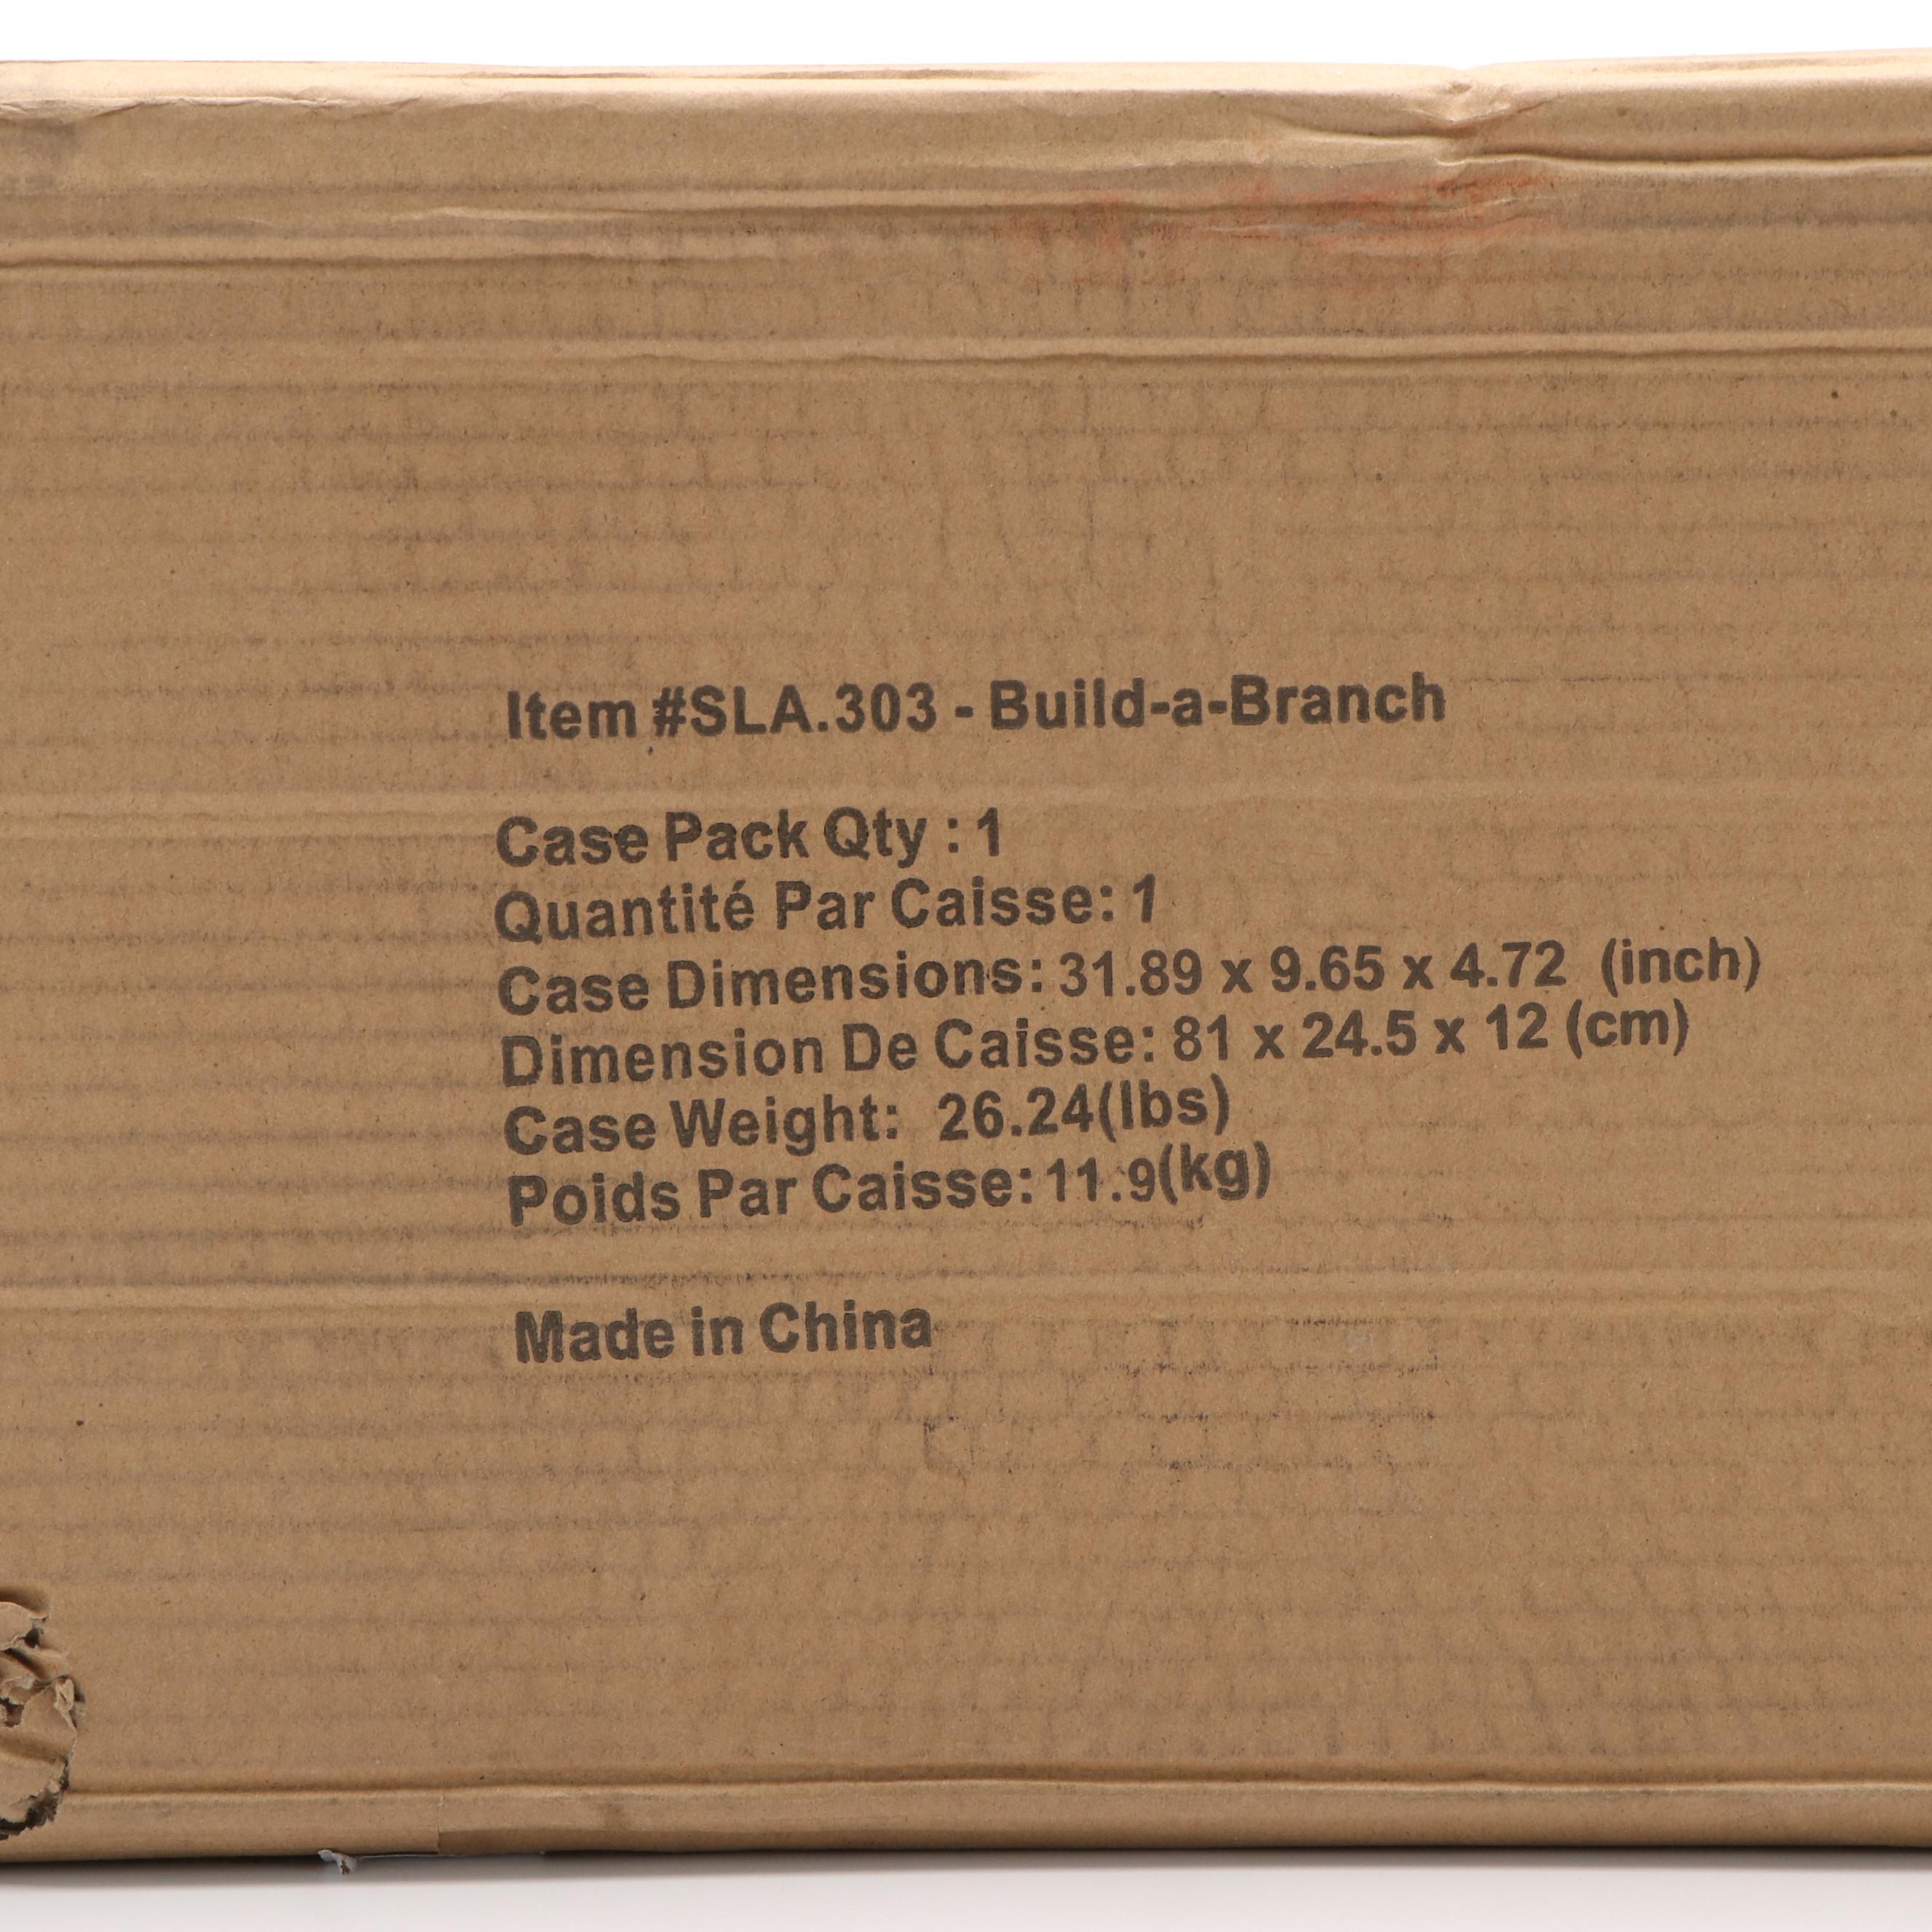 Item #SLA.303 - Build-a-Branch
Case Pack Qty : 1
Quantité Par Caisse: 1
Case Dimensions: 31.89 x 9.65 x 4.72 (inch)
Dimension De Caisse: 81 x 24.5 x 12 (cm)
Case Weight: 26.24(lbs)
Poids Par Caisse: 11.9(kg)
Made in China